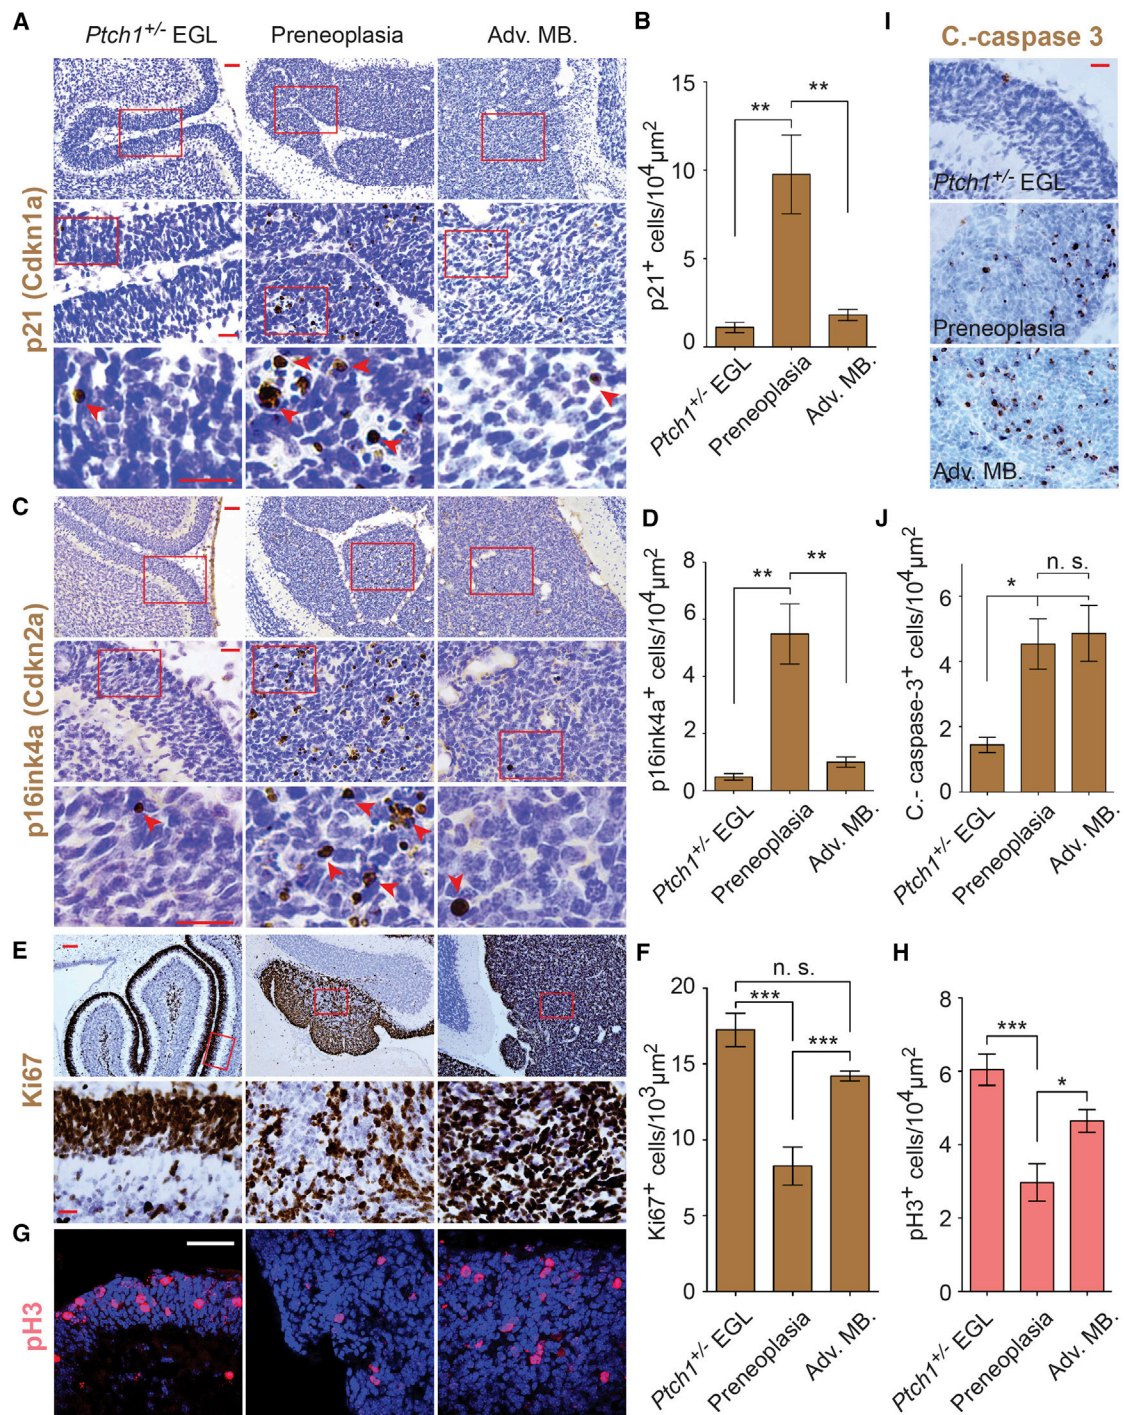 A
Ptch1+/- EGL
Preneoplasia
Adv. MB.
p21 (Cdkn1a)
B
p21+ cells/10⁴µm²
15
10
5
0
**
**
Ptch1+/- EGL
Preneoplasia
Adv. MB.
I
C.-caspase 3
Ptch1+/- EGL
Preneoplasia
Adv. MB.
C
p16ink4a (Cdkn2a)
D
p16ink4a+ cells/10⁴µm²
8
6
4
2
0
**
**
Ptch1+/- EGL
Preneoplasia
Adv. MB.
J
C.- caspase-3+ cells/10⁴µm²
6
4
2
0
*
n. s.
Ptch1+/- EGL
Preneoplasia
Adv. MB.
E
Ki67
F
Ki67+ cells/10³µm²
20
15
10
5
0
n. s.
***
***
Ptch1+/- EGL
Preneoplasia
Adv. MB.
H
pH3+ cells/10⁴µm²
8
6
4
2
0
***
*
Ptch1+/- EGL
Preneoplasia
Adv. MB.
G
pH3